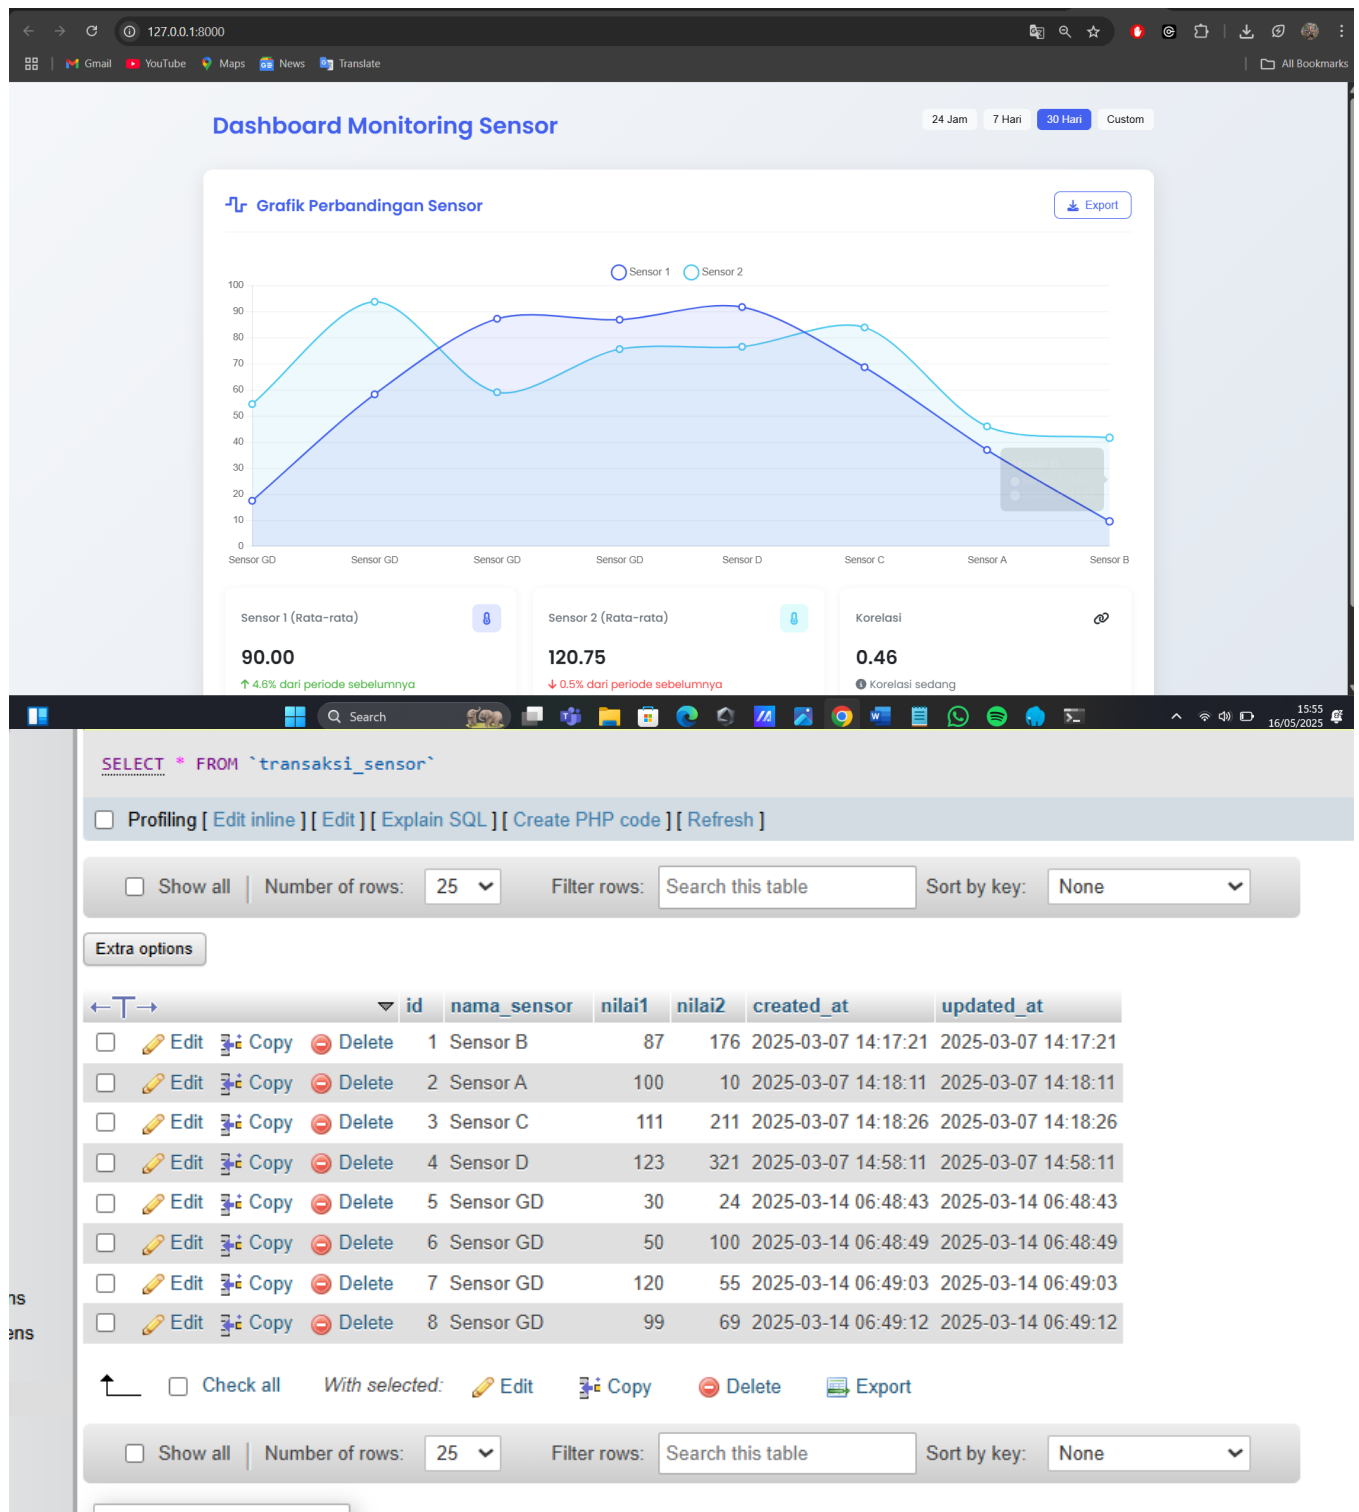 127.0.0.1:8000
Gmail YouTube Maps News Translate All Bookmarks
Dashboard Monitoring Sensor 24 Jam 7 Hari 30 Hari Custom
Grafik Perbandingan Sensor Export
Sensor 1 Sensor 2
100
90
80
70
60
50
40
30
20
10
0
Sensor GD Sensor GD Sensor GD Sensor GD Sensor D Sensor C Sensor A Sensor B
Sensor 1 (Rata-rata) Sensor 2 (Rata-rata) Korelasi
90.00 120.75 0.46
↑ 4.6% dari periode sebelumnya ↓ 0.5% dari periode sebelumnya Korelasi sedang
Search 15:55
16/05/2025
SELECT * FROM `transaksi_sensor`
Profiling [ Edit inline ] [ Edit ] [ Explain SQL ] [ Create PHP code ] [ Refresh ]
Show all Number of rows: 25 Filter rows: Search this table Sort by key: None
Extra options
←T→ id nama_sensor nilai1 nilai2 created_at updated_at
Edit Copy Delete 1 Sensor B 87 176 2025-03-07 14:17:21 2025-03-07 14:17:21
Edit Copy Delete 2 Sensor A 100 10 2025-03-07 14:18:11 2025-03-07 14:18:11
Edit Copy Delete 3 Sensor C 111 211 2025-03-07 14:18:26 2025-03-07 14:18:26
Edit Copy Delete 4 Sensor D 123 321 2025-03-07 14:58:11 2025-03-07 14:58:11
Edit Copy Delete 5 Sensor GD 30 24 2025-03-14 06:48:43 2025-03-14 06:48:43
Edit Copy Delete 6 Sensor GD 50 100 2025-03-14 06:48:49 2025-03-14 06:48:49
Edit Copy Delete 7 Sensor GD 120 55 2025-03-14 06:49:03 2025-03-14 06:49:03
ns
Edit Copy Delete 8 Sensor GD 99 69 2025-03-14 06:49:12 2025-03-14 06:49:12
ens
Check all With selected: Edit Copy Delete Export
Show all Number of rows: 25 Filter rows: Search this table Sort by key: None